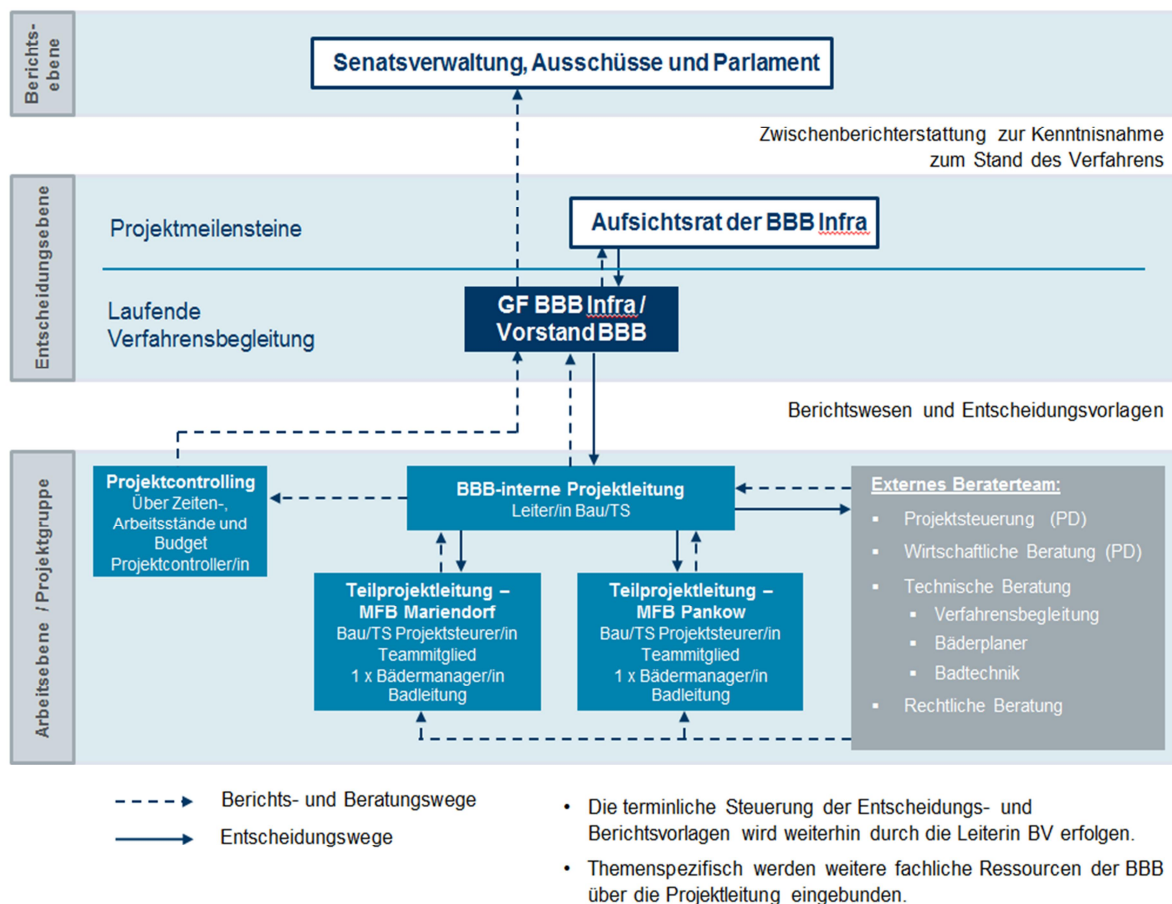 Berichts-
ebene
Senatsverwaltung, Ausschüsse und Parlament
Zwischenberichterstattung zur Kenntnisnahme
zum Stand des Verfahrens
Entscheidungsebene
Projektmeilensteine
Aufsichtsrat der BBB Infra
Laufende
Verfahrensbegleitung
GF BBB Infra /
Vorstand BBB
Berichtswesen und Entscheidungsvorlagen
Arbeitsebene / Projektgruppe
Projektcontrolling
Über Zeiten-,
Arbeitsstände und
Budget
Projektcontroller/in
BBB-interne Projektleitung
Leiter/in Bau/TS
Teilprojektleitung –
MFB Mariendorf
Bau/TS Projektsteurer/in
Teammitglied
1 x Bädermanager/in
Badleitung
Teilprojektleitung –
MFB Pankow
Bau/TS Projektsteurer/in
Teammitglied
1 x Bädermanager/in
Badleitung
Externes Beraterteam:
▪ Projektsteuerung (PD)
▪ Wirtschaftliche Beratung (PD)
▪ Technische Beratung
▪ Verfahrensbegleitung
▪ Bäderplaner
▪ Badtechnik
▪ Rechtliche Beratung
Berichts- und Beratungswege
Entscheidungswege
• Die terminliche Steuerung der Entscheidungs- und
Berichtsvorlagen wird weiterhin durch die Leiterin BV erfolgen.
• Themenspezifisch werden weitere fachliche Ressourcen der BBB
über die Projektleitung eingebunden.